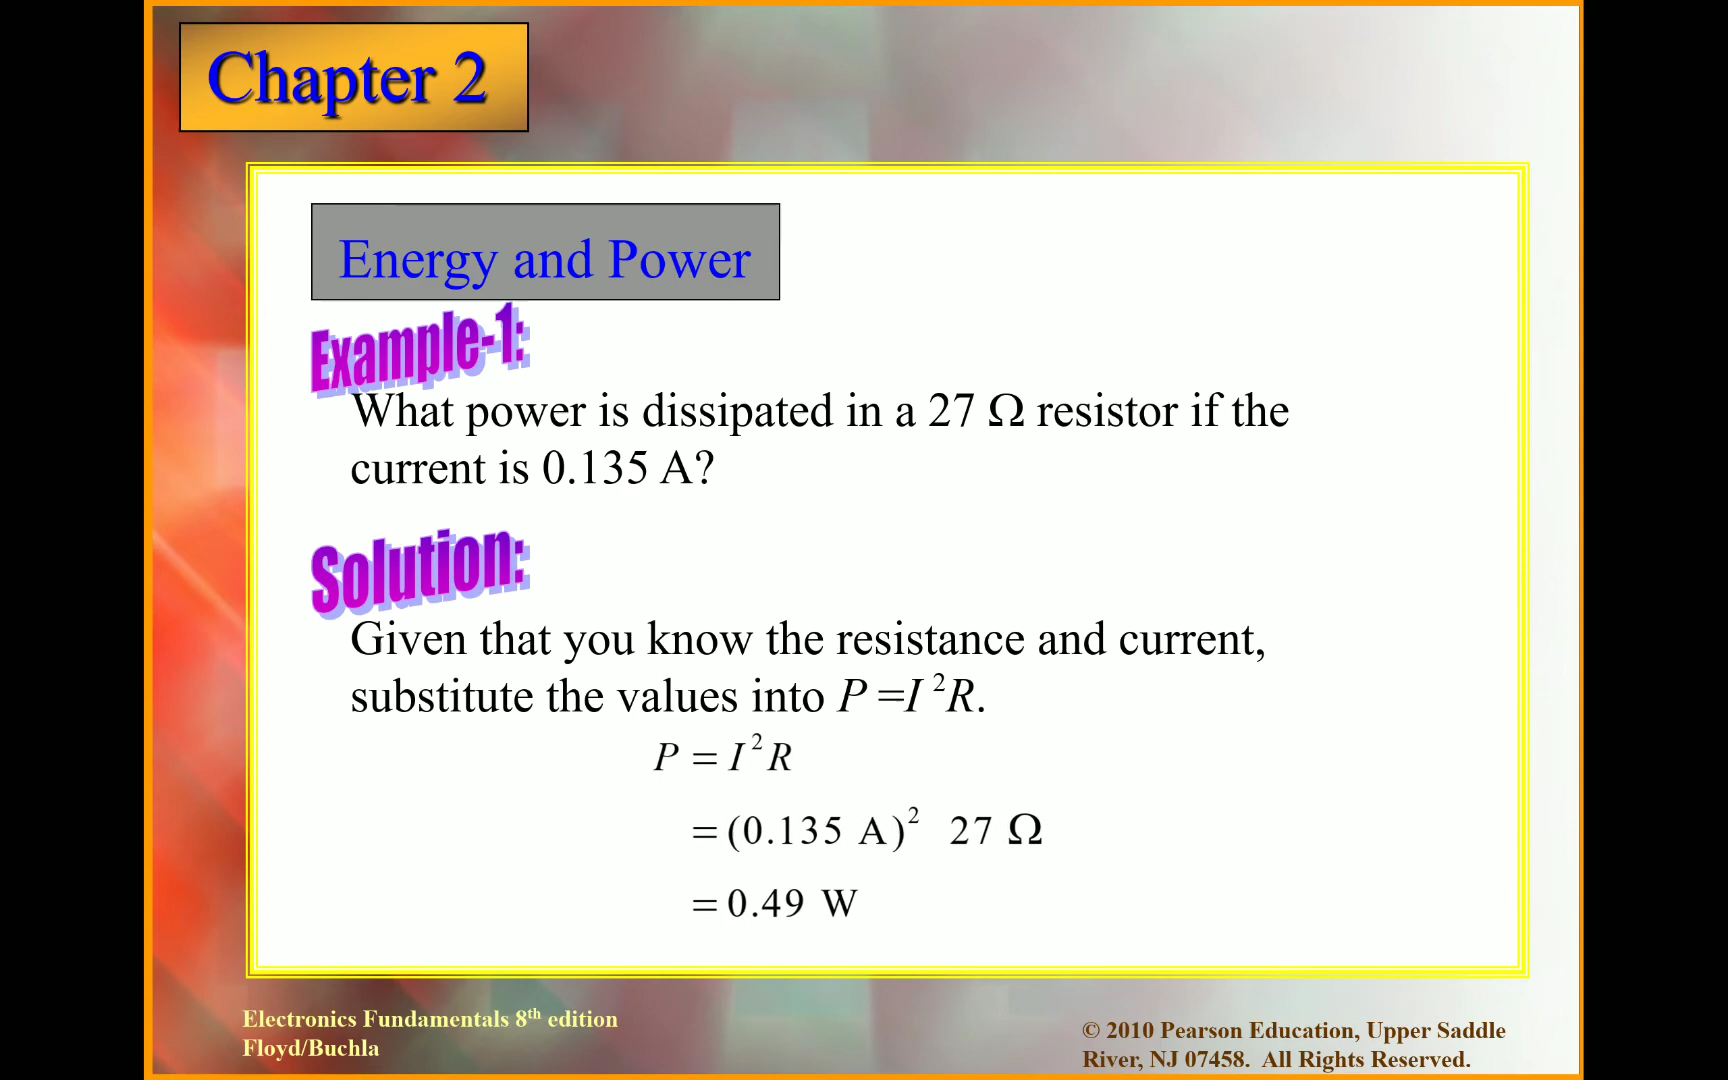 Chapter 2
Energy and Power
Example-1:
What power is dissipated in a 27 Ω resistor if the
current is 0.135 A?
Solution:
Given that you know the resistance and current,
substitute the values into P =I ²R.
P = I ² R
= (0.135 A)² 27 Ω
= 0.49 W
Electronics Fundamentals 8th edition
Floyd/Buchla
© 2010 Pearson Education, Upper Saddle
River, NJ 07458. All Rights Reserved.